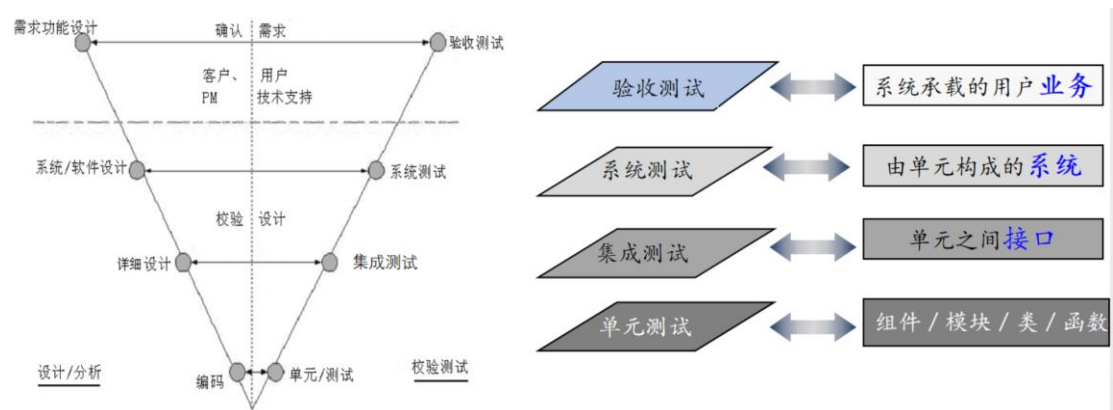 需求功能设计
确认
需求
验收测试
客户、
用户
PM
技术支持
系统/软件设计
系统测试
校验
设计
详细设计
集成测试
设计/分析
编码
单元/测试
校验测试
验收测试
系统承载的用户业务
系统测试
由单元构成的系统
集成测试
单元之间接口
单元测试
组件/模块/类/函数